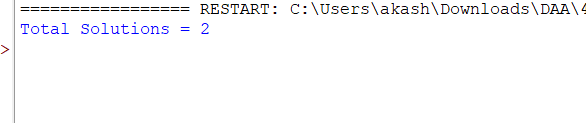 ================= RESTART: C:\Users\akash\Downloads\DAA\4
Total Solutions = 2
>